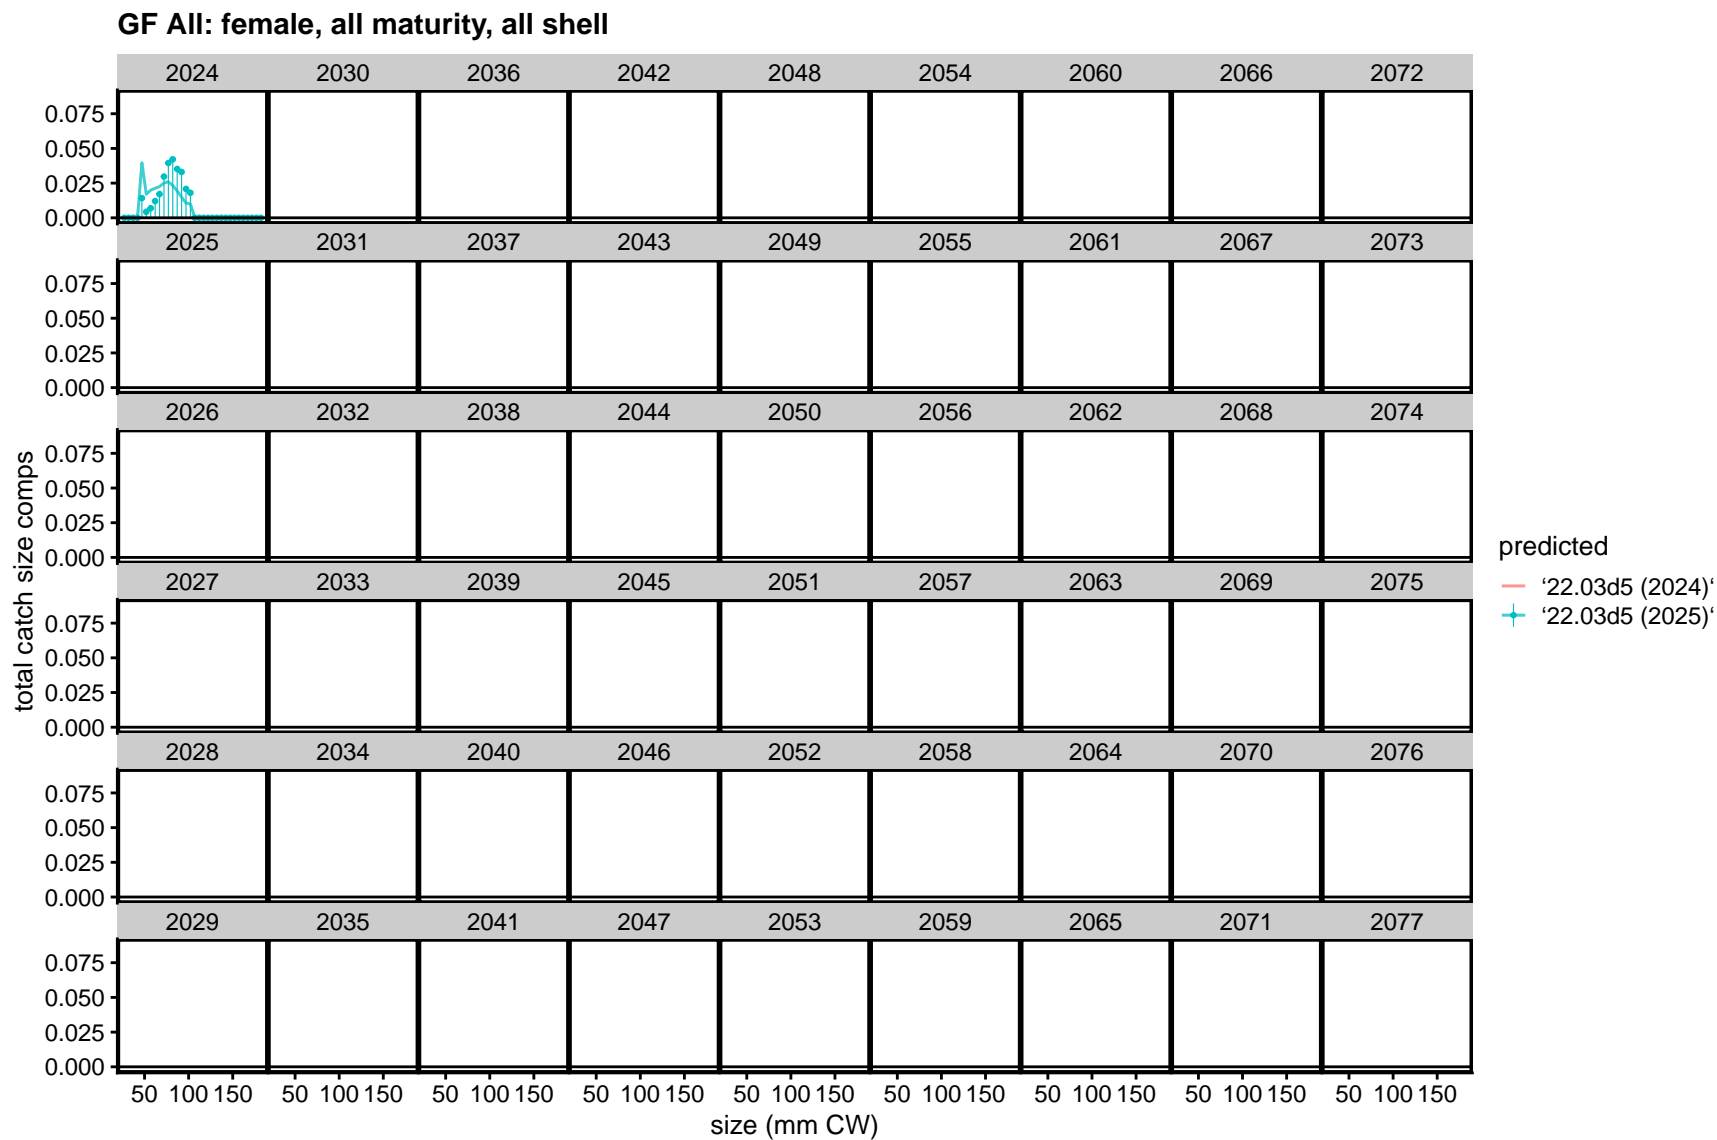 GF All: female, all maturity, all shell
2024 2030 2036 2042 2048 2054 2060 2066 2072
0.075
0.050
0.025
0.000
2025 2031 2037 2043 2049 2055 2061 2067 2073
0.075
0.050
0.025
0.000
2026 2032 2038 2044 2050 2056 2062 2068 2074
0.075
0.050
0.025
0.000
2027 2033 2039 2045 2051 2057 2063 2069 2075
0.075
0.050
0.025
0.000
2028 2034 2040 2046 2052 2058 2064 2070 2076
0.075
0.050
0.025
0.000
2029 2035 2041 2047 2053 2059 2065 2071 2077
0.075
0.050
0.025
0.000
50 100 150 50 100 150 50 100 150 50 100 150 50 100 150 50 100 150 50 100 150 50 100 150 50 100 150
size (mm CW)
total catch size comps
predicted
‘22.03d5 (2024)‘
‘22.03d5 (2025)‘